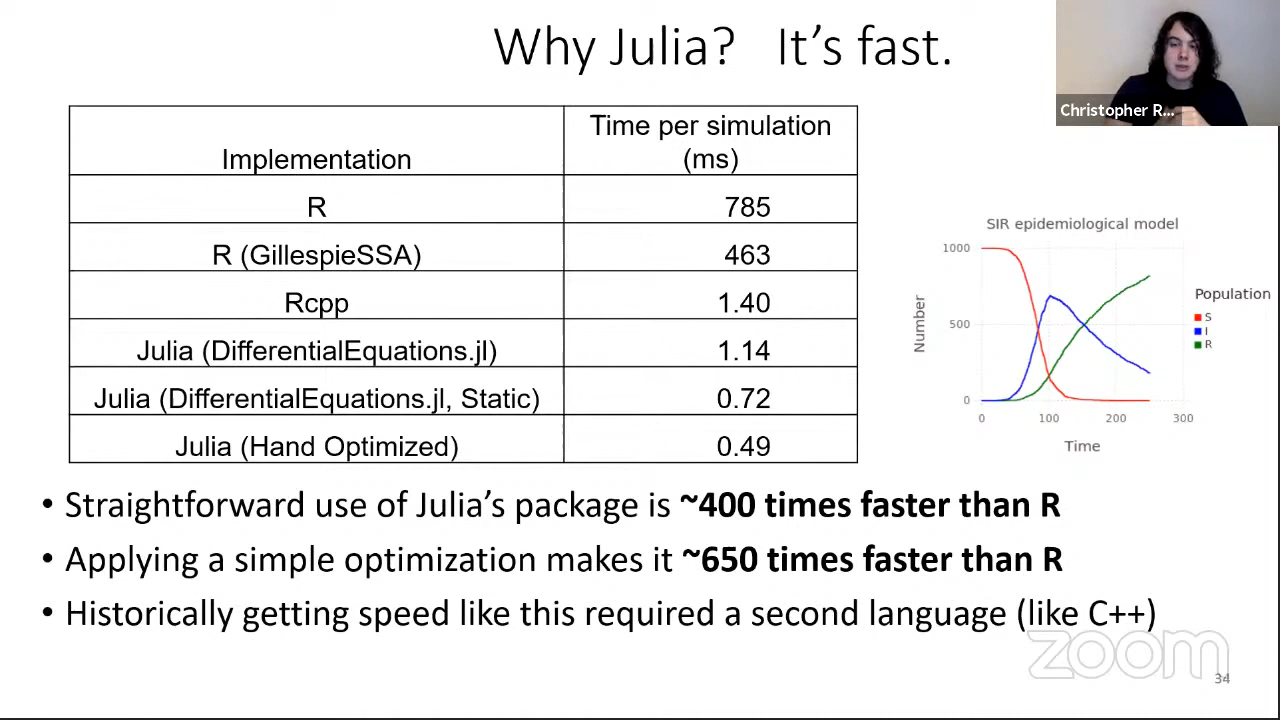 Why Julia? It's fast.
Christopher R...
Implementation
Time per simulation
(ms)
R
785
R (GillespieSSA)
463
Rcpp
1.40
Julia (DifferentialEquations.jl)
1.14
Julia (DifferentialEquations.jl, Static)
0.72
Julia (Hand Optimized)
0.49
SIR epidemiological model
1000
500
0
Number
0
100
200
300
Time
Population
S
I
R
• Straightforward use of Julia's package is ~400 times faster than R
• Applying a simple optimization makes it ~650 times faster than R
• Historically getting speed like this required a second language (like C++)
zoom
34